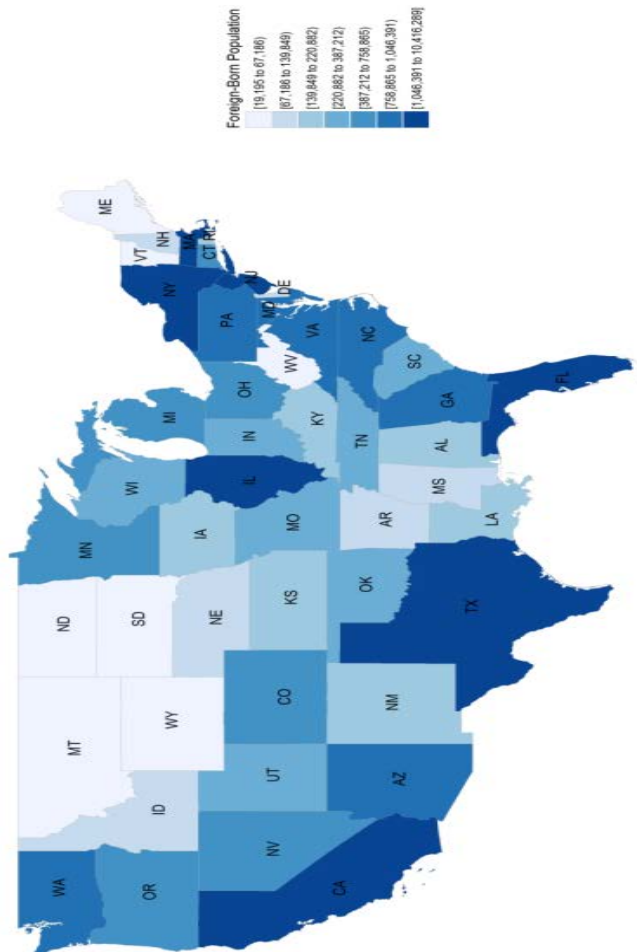 Foreign-Born Population
[19,195 to 67,186)
[67,186 to 139,849)
[139,849 to 220,882)
[220,882 to 387,212)
[387,212 to 758,865)
[758,865 to 1,046,391)
[1,046,391 to 10,416,289]
WA
MT
ND
MN
ME
OR
ID
SD
WI
MI
VT
NH
NY
MA
CT
RI
WY
NE
IA
PA
NJ
NV
UT
CO
KS
IL
IN
OH
MD
DE
WV
VA
CA
MO
KY
AZ
NM
OK
AR
TN
NC
SC
TX
LA
MS
AL
GA
FL